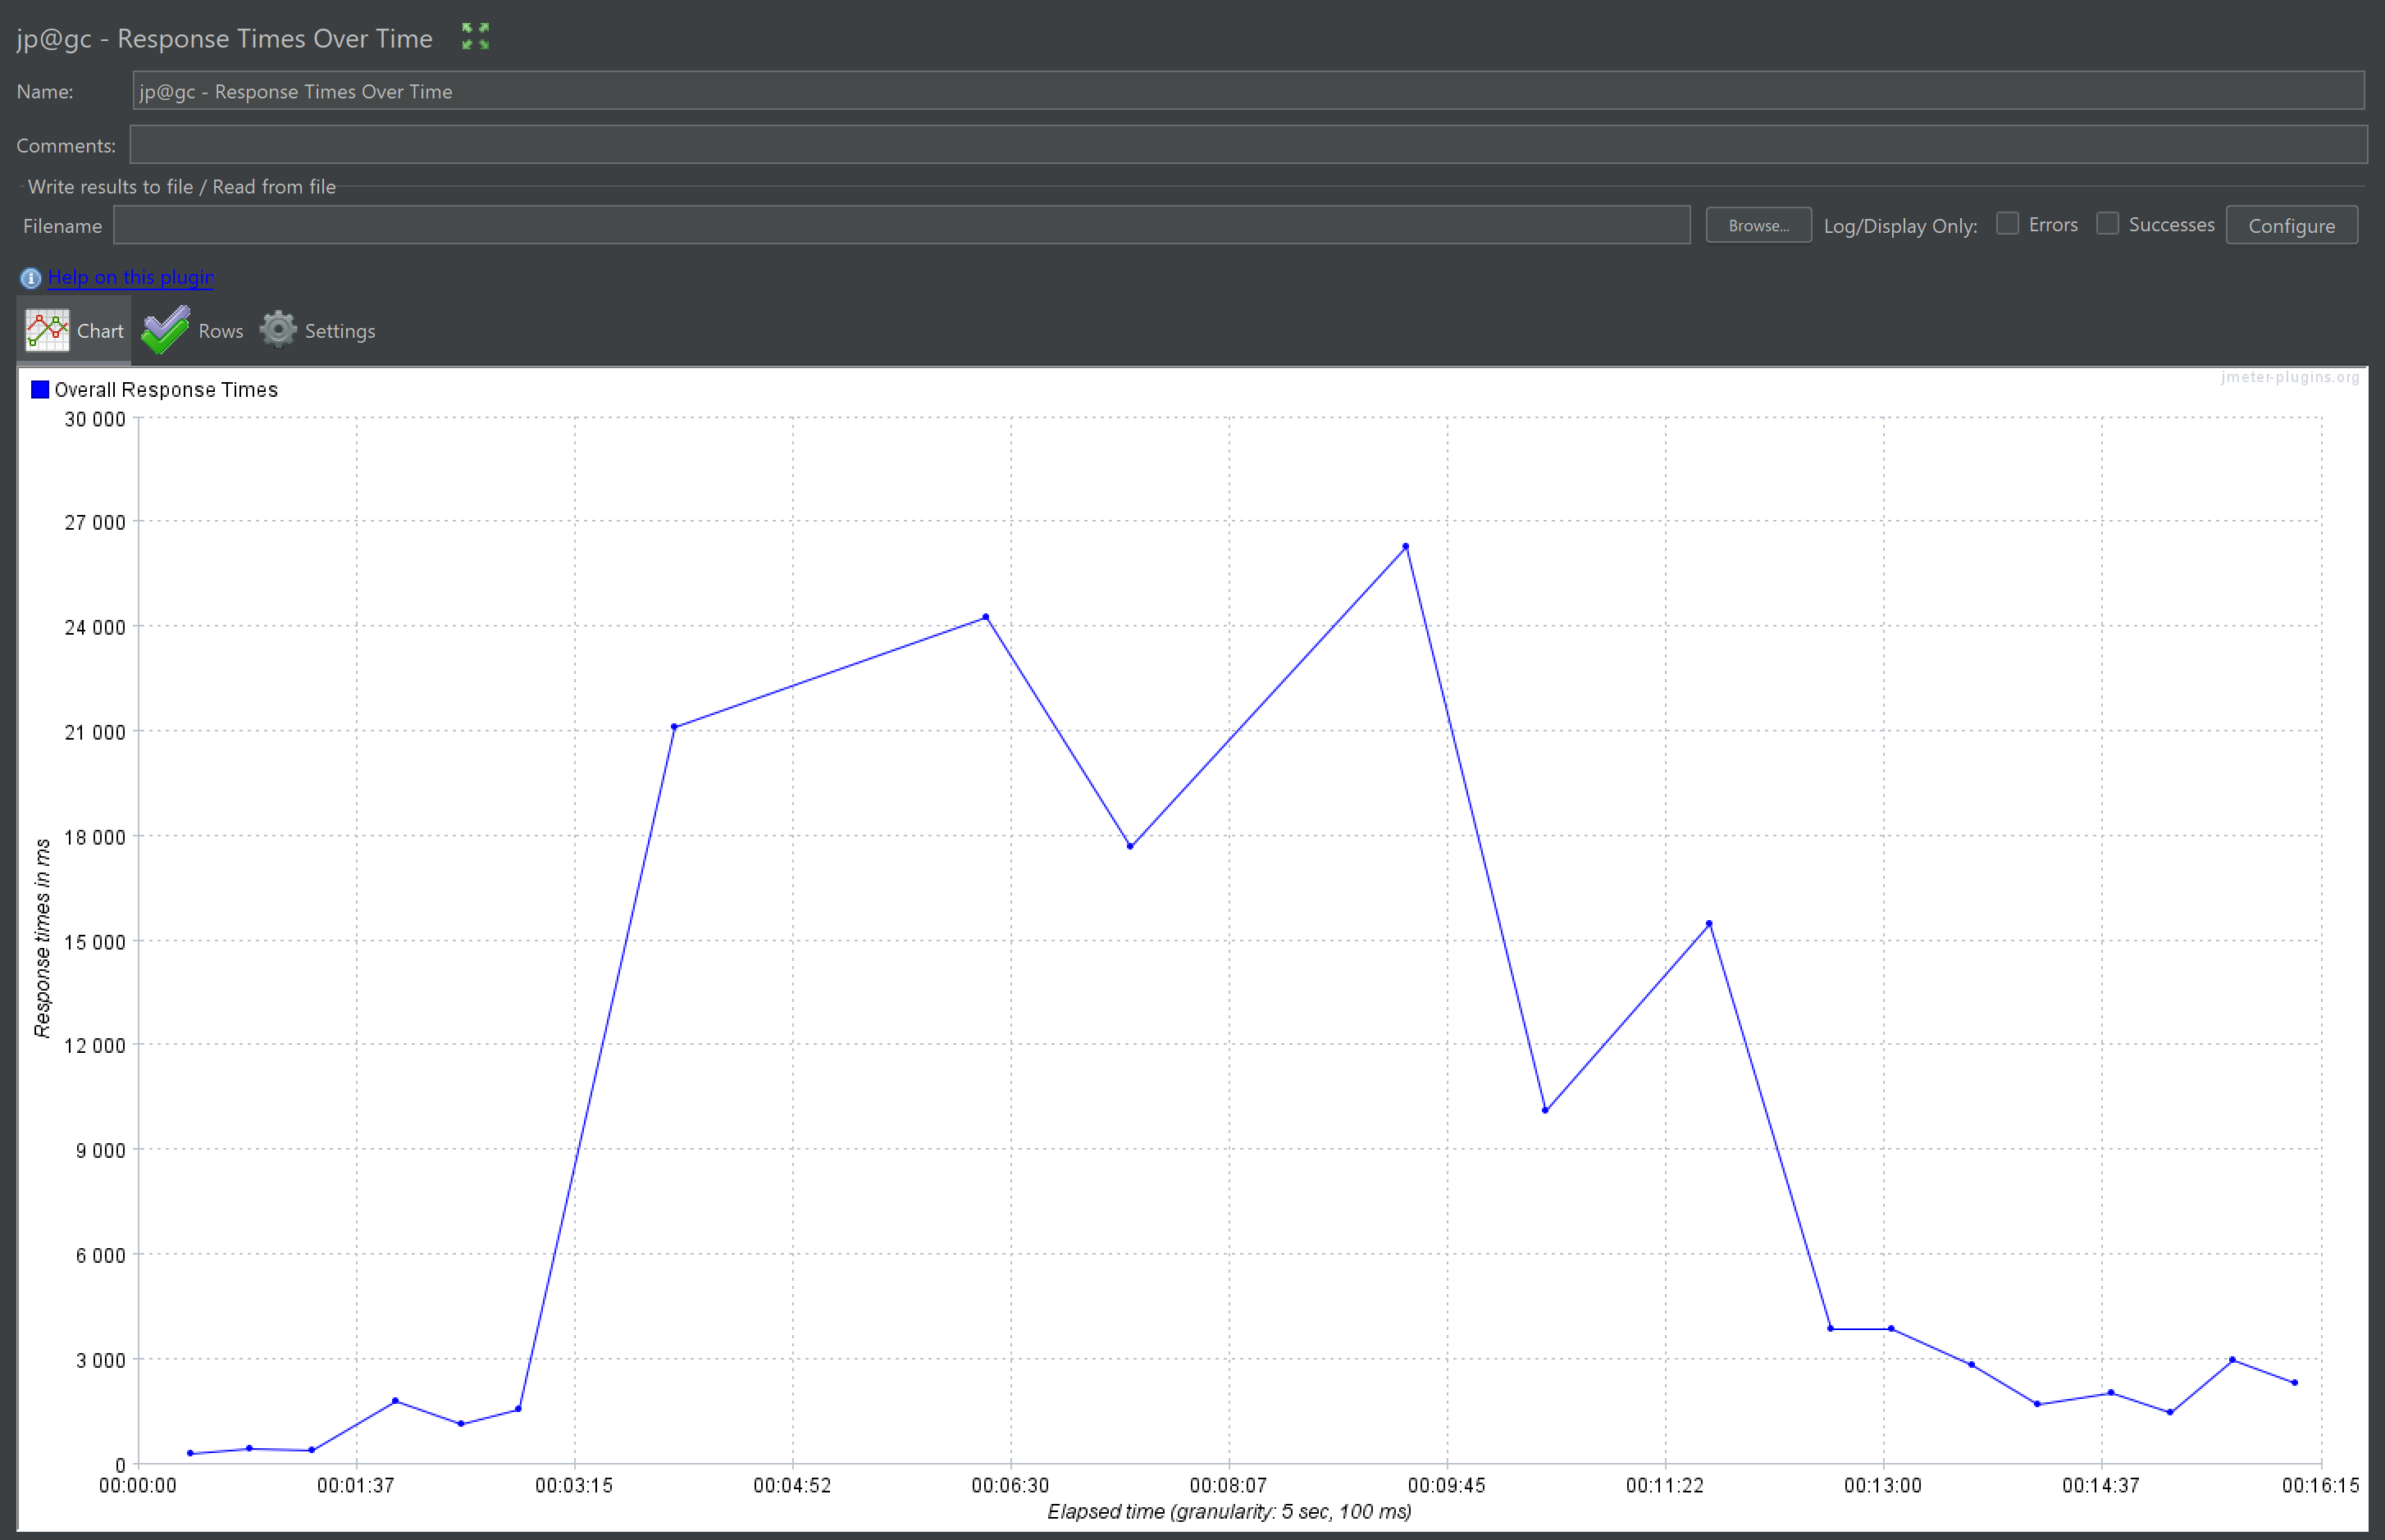 jp@gc - Response Times Over Time
Name: jp@gc - Response Times Over Time
Comments:
Write results to file / Read from file
Filename Browse... Log/Display Only: Errors Successes Configure
Help on this plugin
Chart Rows Settings
jmeter-plugins.org
Overall Response Times
30 000
27 000
24 000
21 000
18 000
15 000
12 000
9 000
6 000
3 000
0
Response times in ms
00:00:00 00:01:37 00:03:15 00:04:52 00:06:30 00:08:07 00:09:45 00:11:22 00:13:00 00:14:37 00:16:15
Elapsed time (granularity: 5 sec, 100 ms)